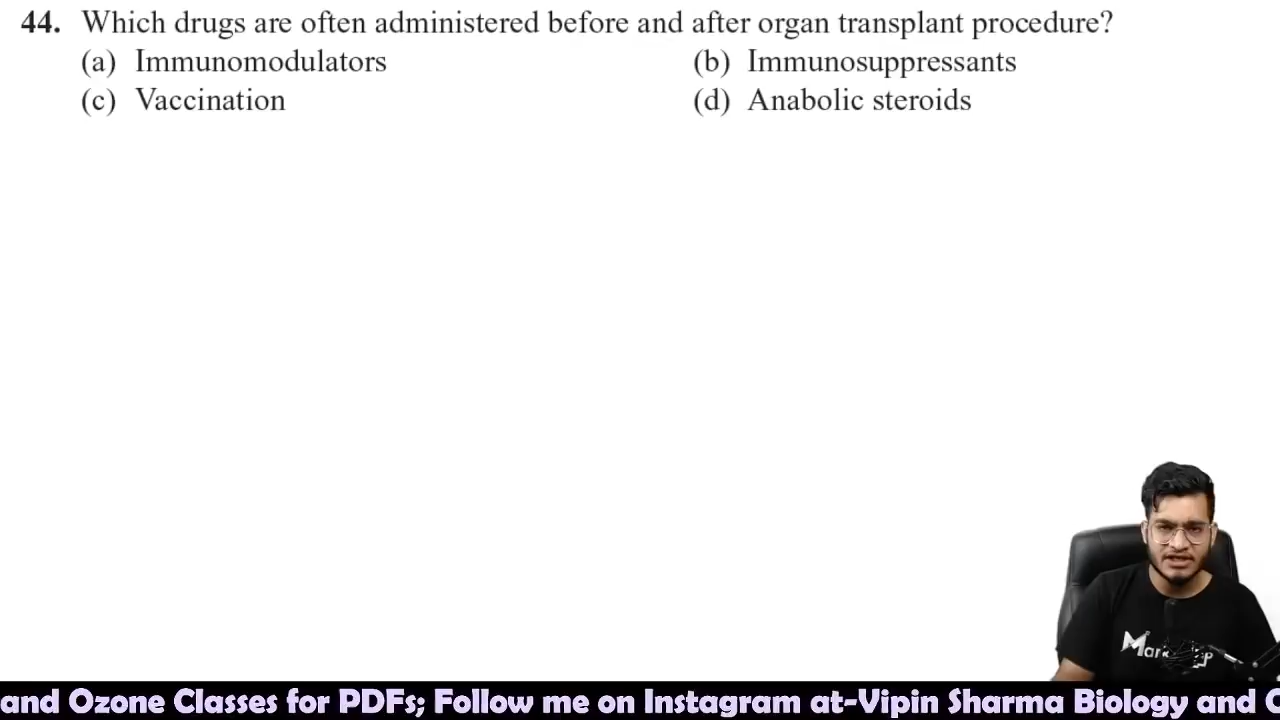 44. Which drugs are often administered before and after organ transplant procedure?
(a) Immunomodulators (b) Immunosuppressants
(c) Vaccination (d) Anabolic steroids
and Ozone Classes for PDFs; Follow me on Instagram at-Vipin Sharma Biology and